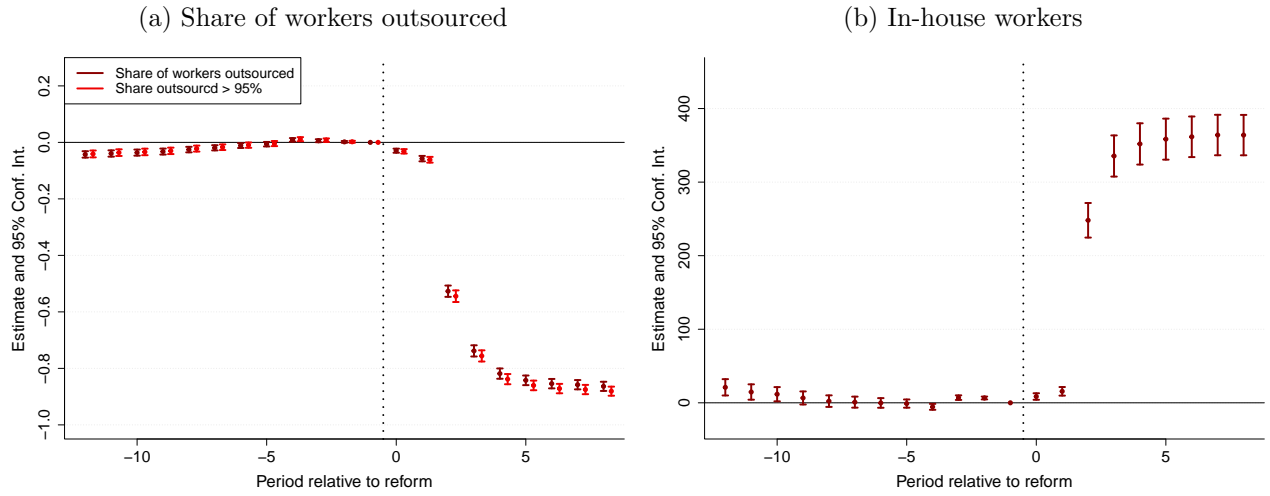 (a) Share of workers outsourced
Share of workers outsourced
Share outsourcd > 95%
Estimate and 95% Conf. Int.
0.2
0.0
−0.2
−0.4
−0.6
−0.8
−1.0
−10
−5
0
5
Period relative to reform
(b) In-house workers
Estimate and 95% Conf. Int.
400
300
200
100
0
−10
−5
0
5
Period relative to reform